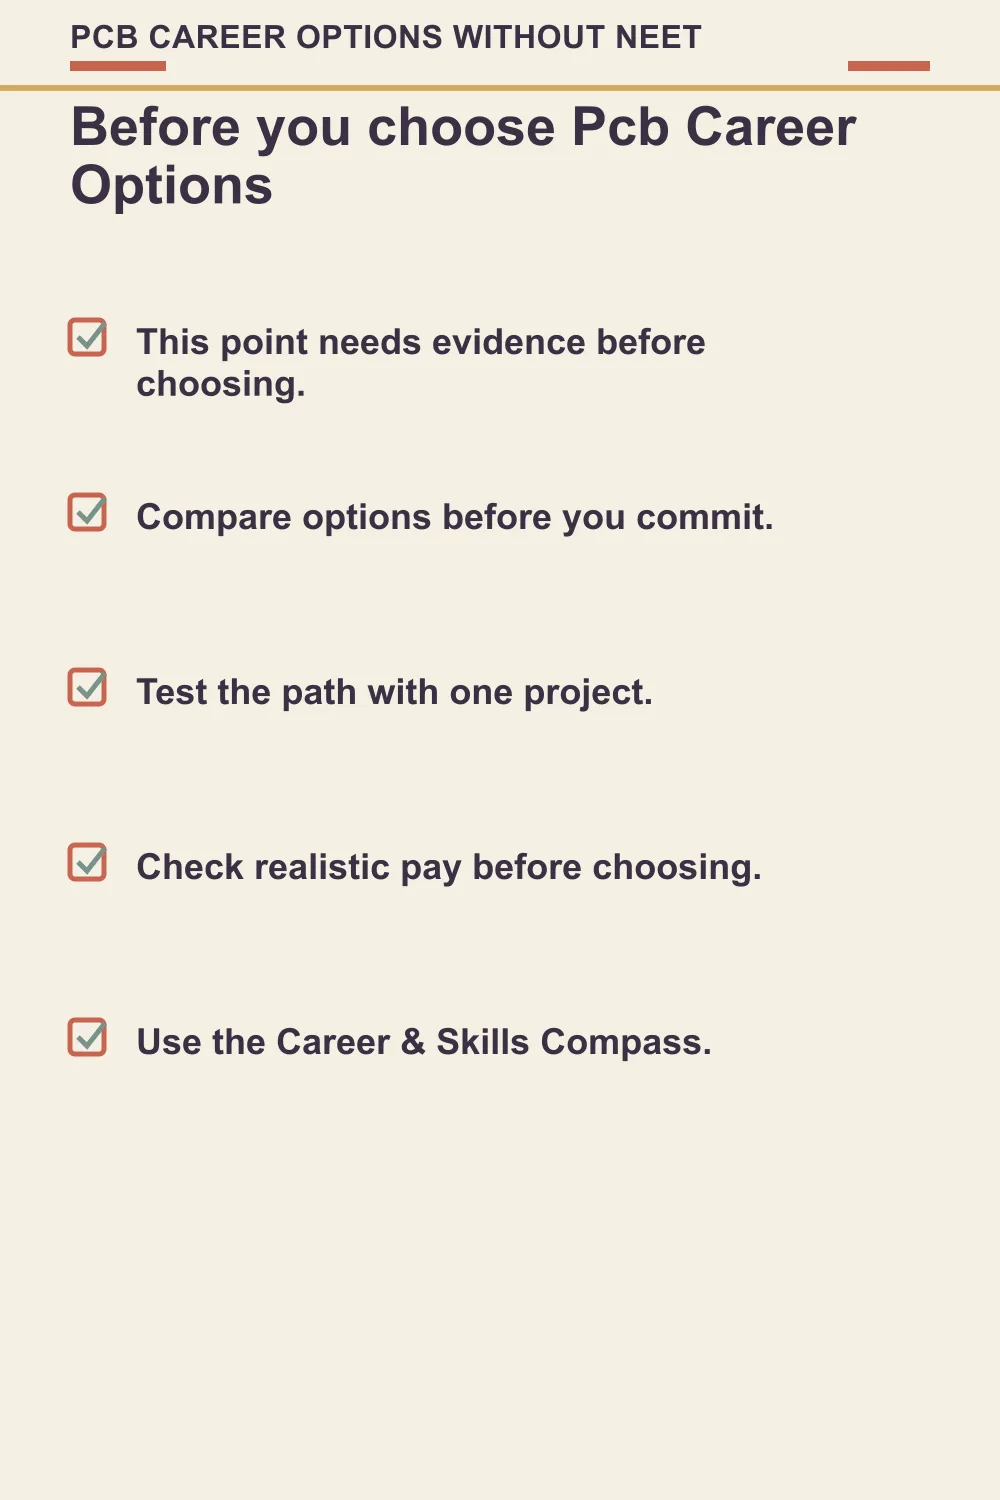 PCB CAREER OPTIONS WITHOUT NEET
Before you choose Pcb Career
Options
This point needs evidence before
choosing.
Compare options before you commit.
Test the path with one project.
Check realistic pay before choosing.
Use the Career & Skills Compass.